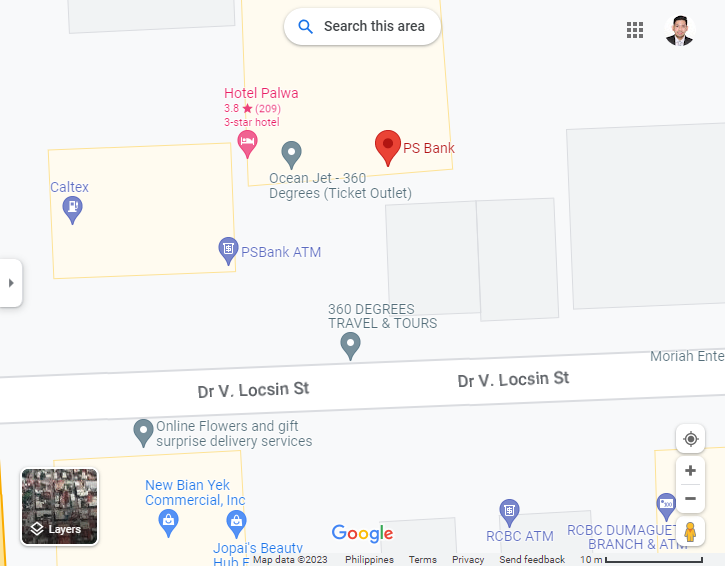 Search this area
Hotel Palwa
3.8 ★ (209)
3-star hotel
PS Bank
Ocean Jet - 360
Degrees (Ticket Outlet)
Caltex
PSBank ATM
360 DEGREES
TRAVEL & TOURS
Moriah Ente
Dr V. Locsin St
Dr V. Locsin St
Online Flowers and gift
surprise delivery services
New Bian Yek
Commercial, Inc
Jopai's Beauty
Hub
RCBC ATM
RCBC DUMAGUET
BRANCH & ATM
Layers
Google
Map data ©2023 Philippines Terms Privacy Send feedback 10 m